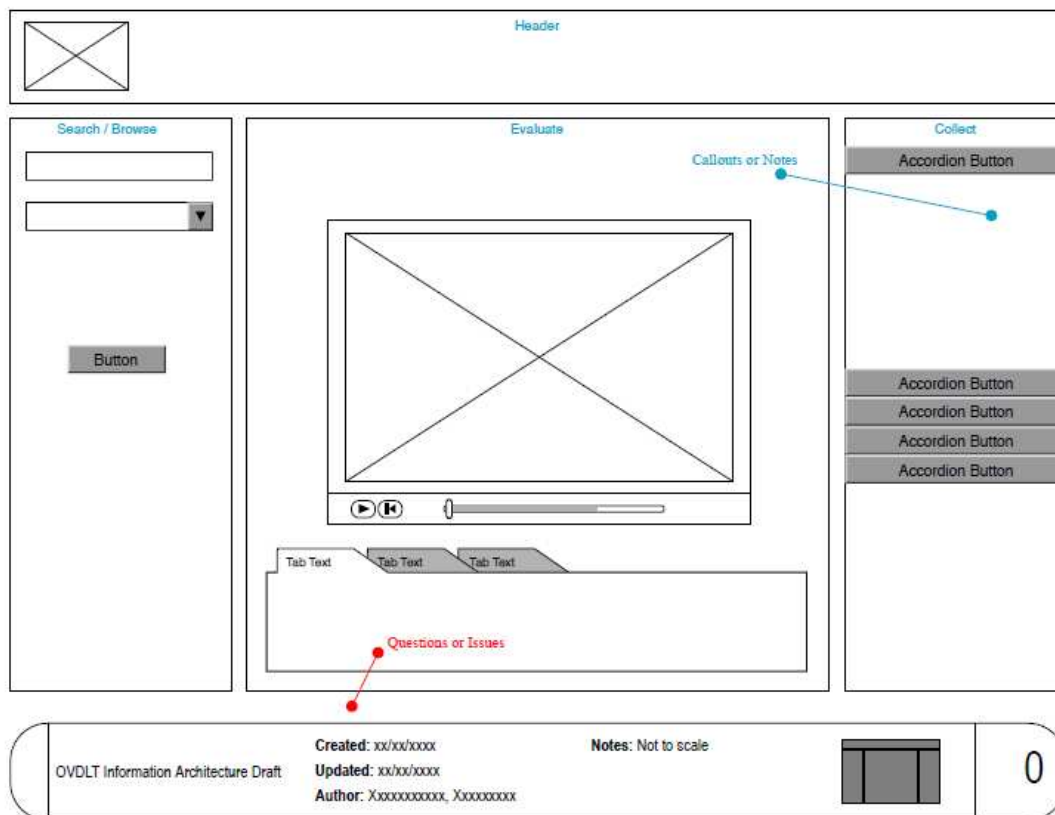 Header
Search / Browse
Button
Evaluate
Callouts or Notes
Tab Text
Tab Text
Tab Text
Questions or Issues
Collect
Accordion Button
Accordion Button
Accordion Button
Accordion Button
Accordion Button
OVDLT Information Architecture Draft
Created: xx/xx/xxxx
Updated: xx/xx/xxxx
Author: Xxxxxxxxxxx, Xxxxxxxxx
Notes: Not to scale
0